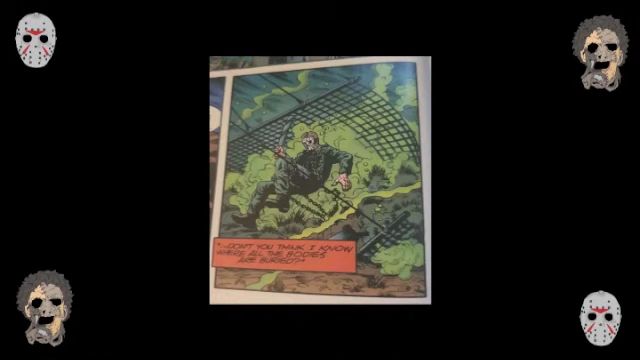 "...DON'T YOU THINK I KNOW
WHERE ALL THE BODIES
ARE BURIED?"